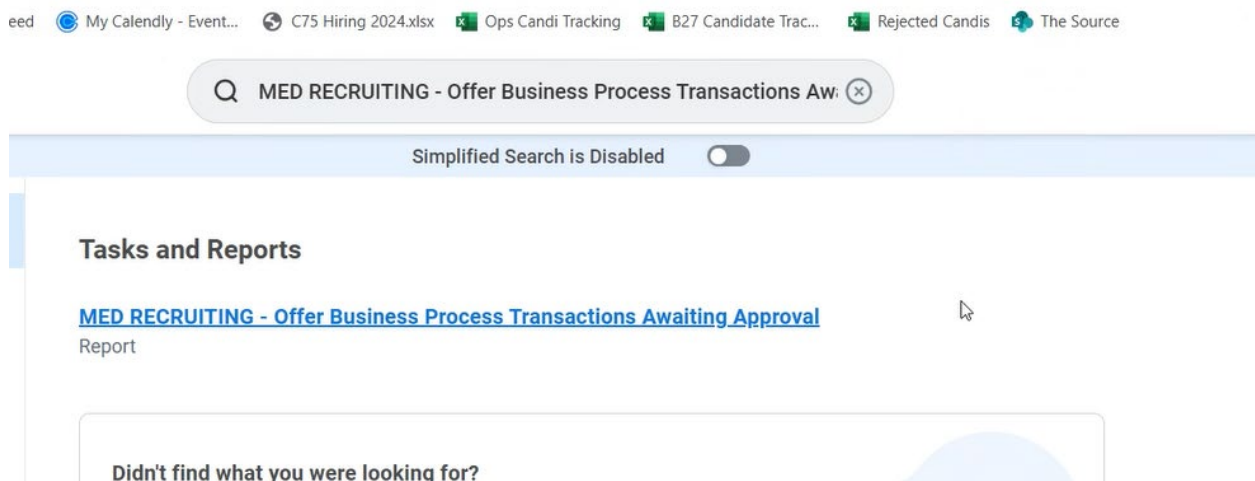 eed My Calendly - Event... C75 Hiring 2024.xlsx Ops Candi Tracking B27 Candidate Trac... Rejected Candis The Source
MED RECRUITING - Offer Business Process Transactions Aw
Simplified Search is Disabled
Tasks and Reports
MED RECRUITING - Offer Business Process Transactions Awaiting Approval
Report
Didn't find what you were looking for?